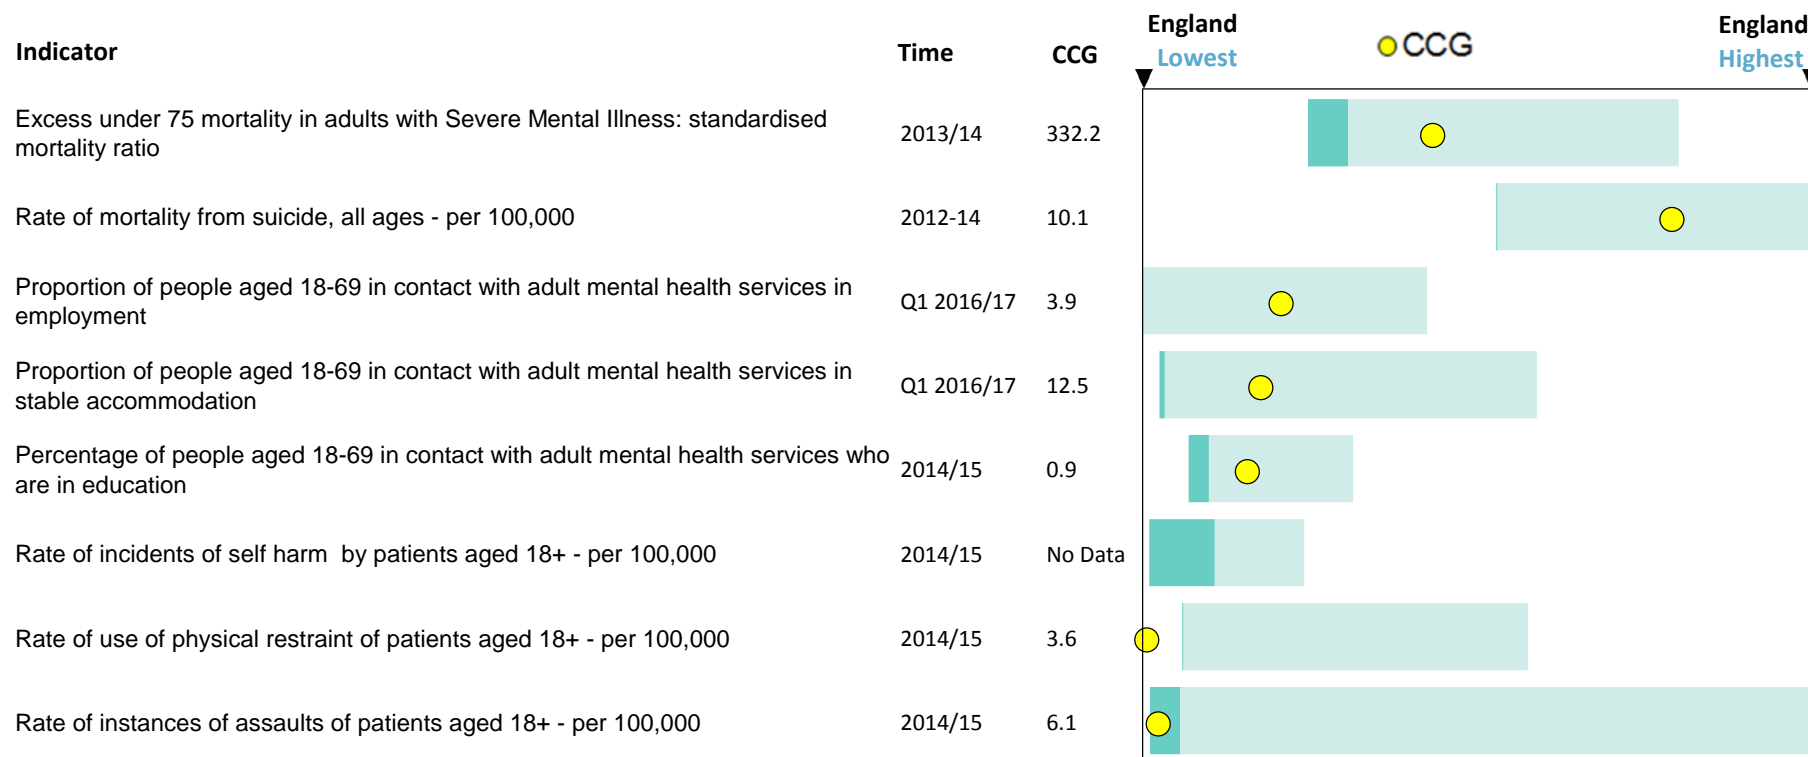 Indicator Time CCG England Lowest CCG England Highest
Excess under 75 mortality in adults with Severe Mental Illness: standardised
mortality ratio
2013/14 332.2
Rate of mortality from suicide, all ages - per 100,000 2012-14 10.1
Proportion of people aged 18-69 in contact with adult mental health services in
employment
Q1 2016/17 3.9
Proportion of people aged 18-69 in contact with adult mental health services in
stable accommodation
Q1 2016/17 12.5
Percentage of people aged 18-69 in contact with adult mental health services who
are in education
2014/15 0.9
Rate of incidents of self harm  by patients aged 18+ - per 100,000 2014/15 No Data
Rate of use of physical restraint of patients aged 18+ - per 100,000 2014/15 3.6
Rate of instances of assaults of patients aged 18+ - per 100,000 2014/15 6.1